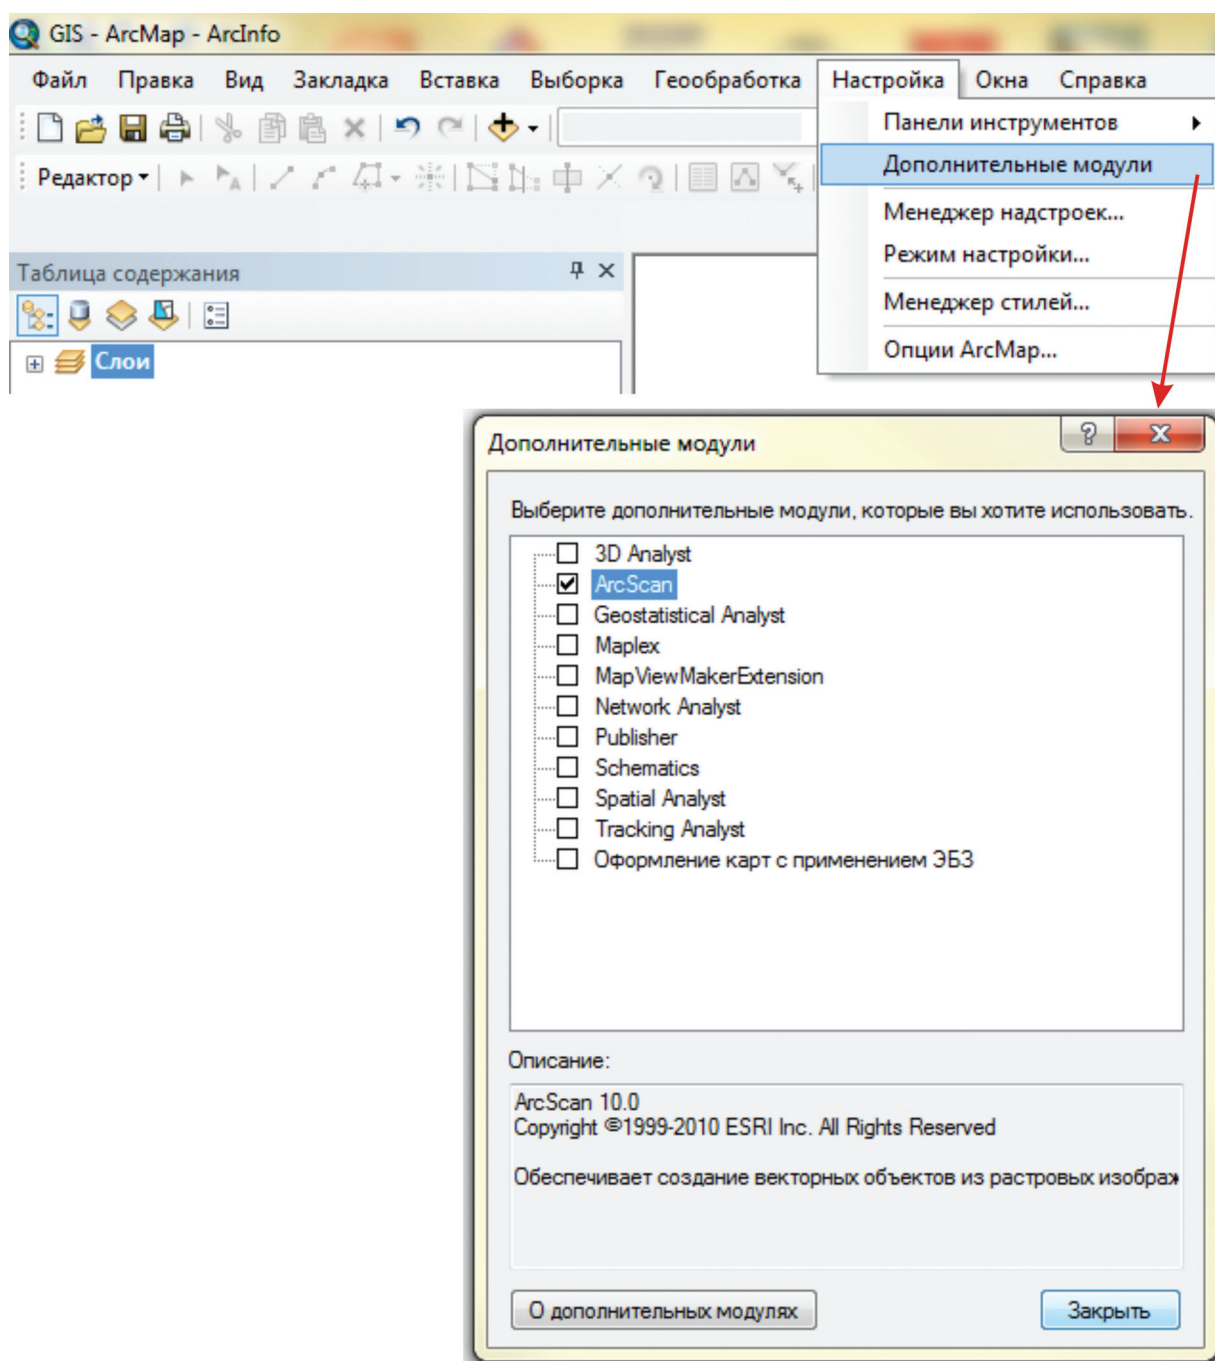 GIS - ArcMap - ArcInfo
Файл Правка Вид Закладка Вставка Выборка Геообработка Настройка Окна Справка
Панели инструментов
Редактор
Дополнительные модули
Менеджер надстроек...
Режим настройки...
Таблица содержания
Менеджер стилей...
Опции ArcMap...
Слои
Дополнительные модули
Выберите дополнительные модули, которые вы хотите использовать.
3D Analyst
ArcScan
Geostatistical Analyst
Maplex
MapViewMakerExtension
Network Analyst
Publisher
Schematics
Spatial Analyst
Tracking Analyst
Оформление карт с применением ЭБЗ
Описание:
ArcScan 10.0
Copyright ©1999-2010 ESRI Inc. All Rights Reserved
Обеспечивает создание векторных объектов из растровых изображ
О дополнительных модулях
Закрыть